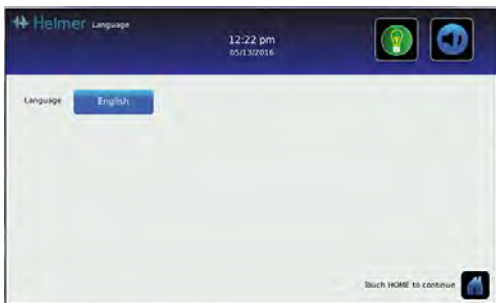 Helmer Language
12:22 pm
05/13/2016
Language English
Touch HOME to continue